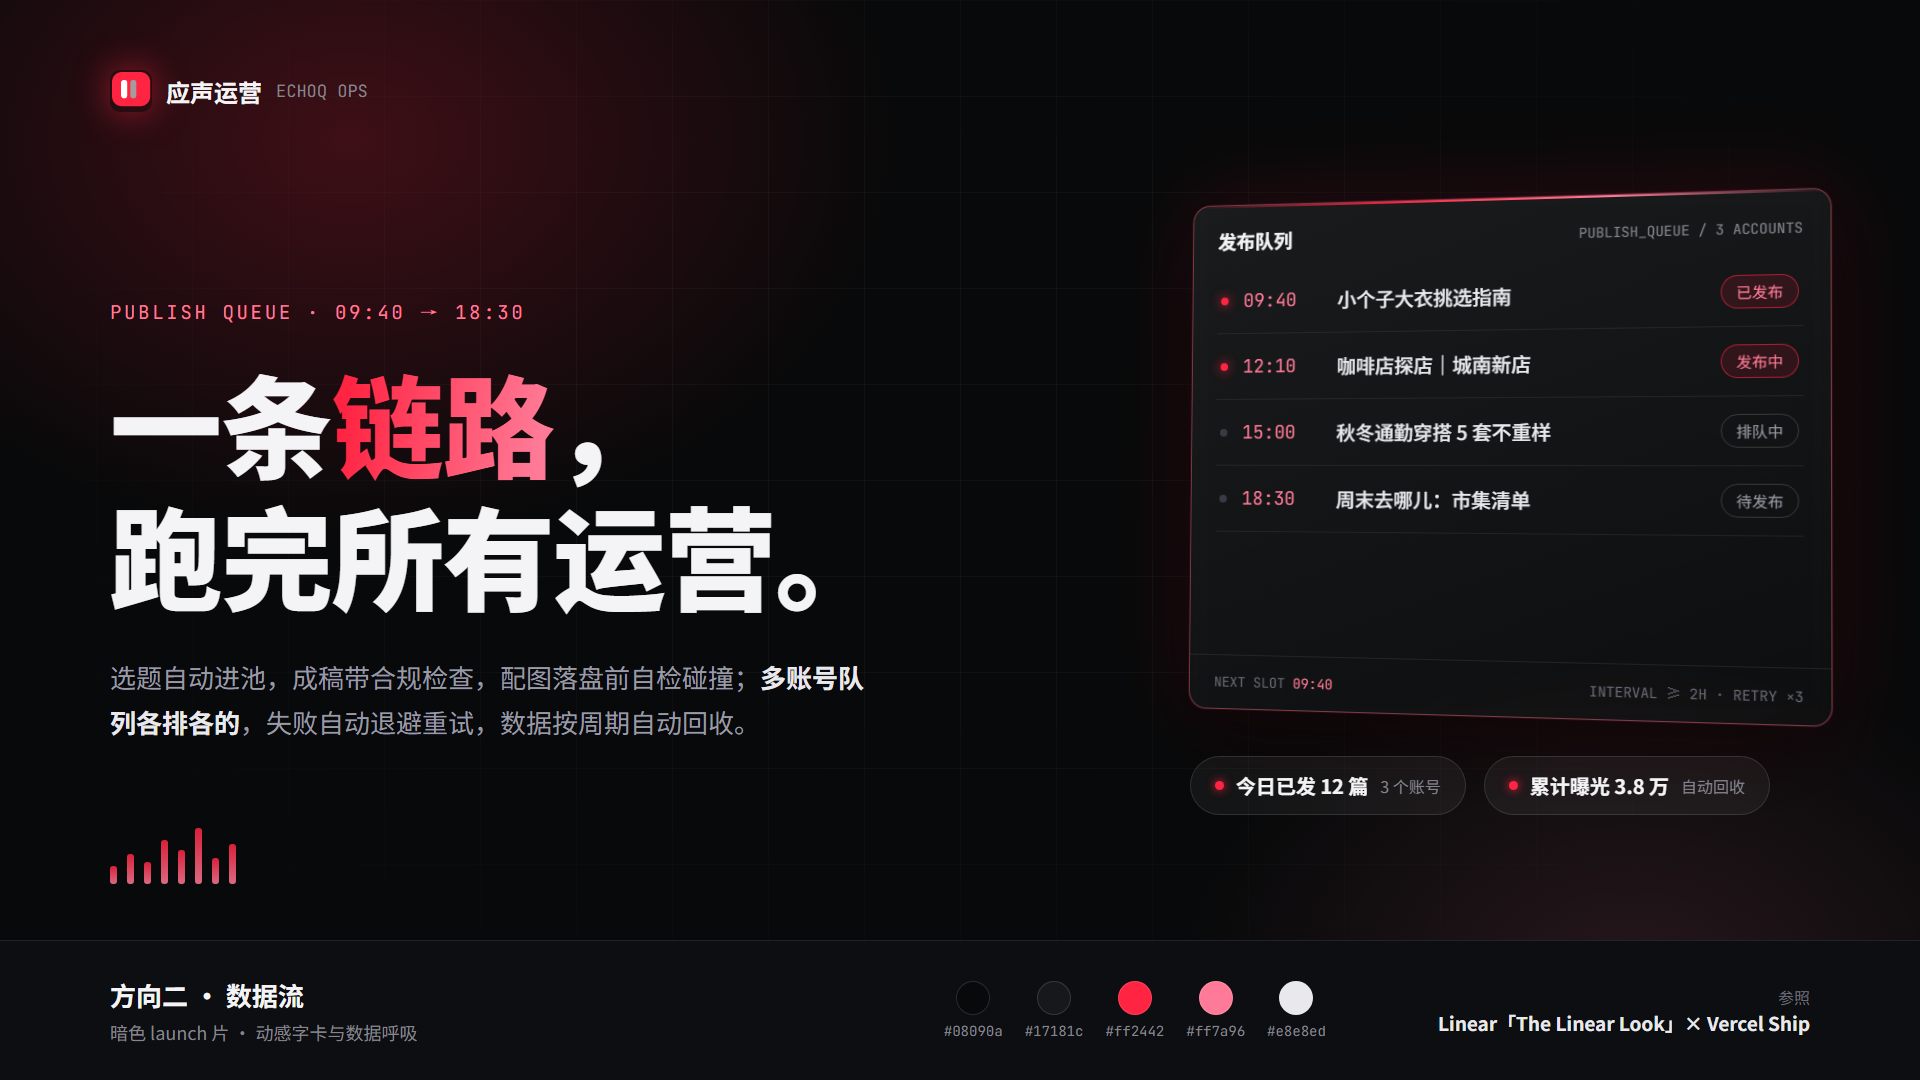 应声运营 ECHOQ OPS
PUBLISH QUEUE · 09:40 → 18:30
一条链路，
跑完所有运营。
选题自动进池，成稿带合规检查，配图落盘前自检碰撞；多账号队
列各排各的，失败自动退避重试，数据按周期自动回收。
发布队列 PUBLISH_QUEUE / 3 ACCOUNTS
09:40 小个子大衣挑选指南 已发布
12:10 咖啡店探店｜城南新店 发布中
15:00 秋冬通勤穿搭 5 套不重样 排队中
18:30 周末去哪儿：市集清单 待发布
NEXT SLOT 09:40 INTERVAL ≥ 2H · RETRY ×3
今日已发 12 篇 3 个账号
累计曝光 3.8 万 自动回收
方向二 · 数据流
暗色 launch 片 · 动感字卡与数据呼吸
#08090a #17181c #ff2442 #ff7a96 #e8e8ed
参照
Linear「The Linear Look」× Vercel Ship